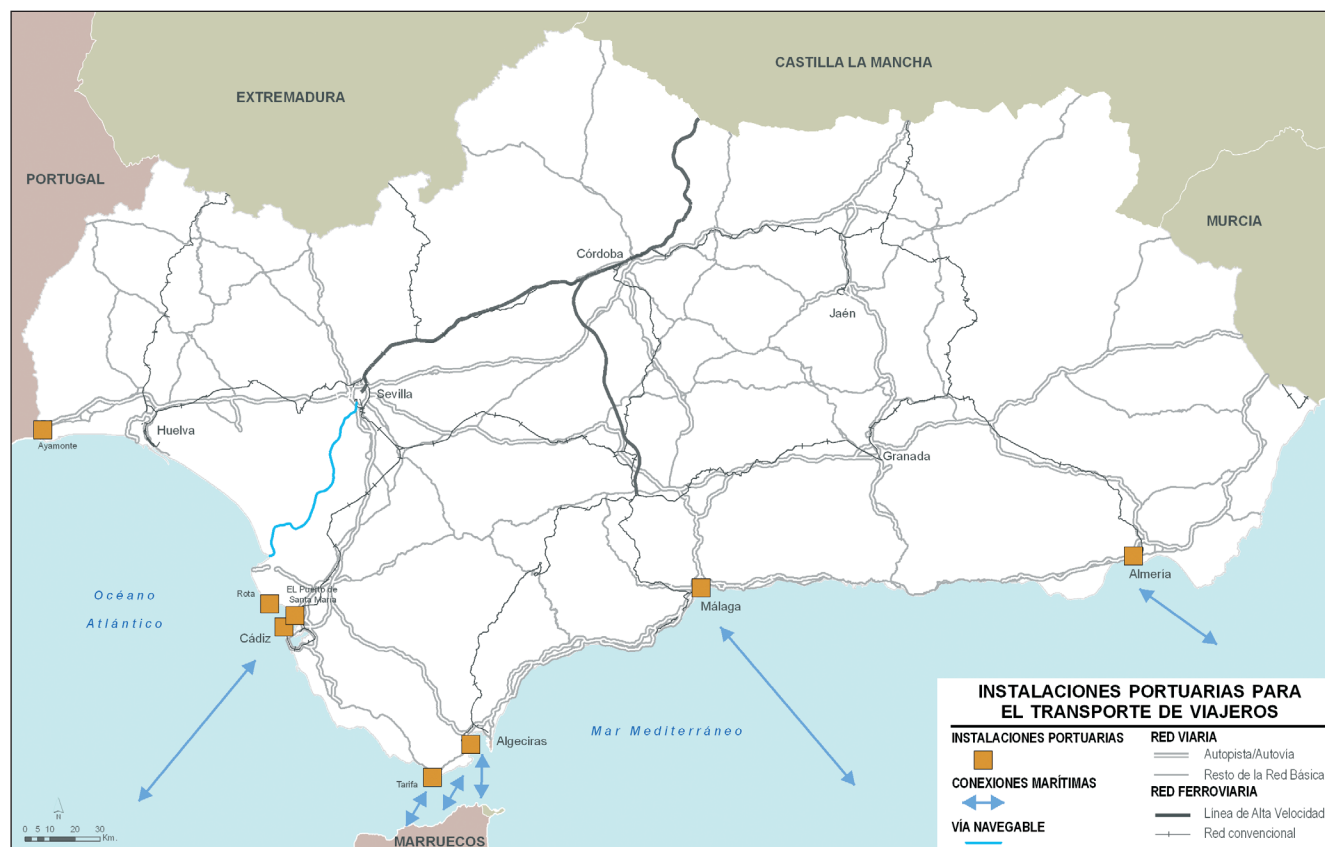 CASTILLA LA MANCHA
EXTREMADURA
PORTUGAL
MURCIA
Córdoba
Jaén
Sevilla
Huelva
Ayamonte
Granada
Almería
Rota
EL Puerto de
Santa María
Cádiz
Málaga
Océano
Atlántico
Mar Mediterráneo
Algeciras
Tarifa
MARRUECOS
N
0 5 10 20 30
Km.
INSTALACIONES PORTUARIAS PARA
EL TRANSPORTE DE VIAJEROS
INSTALACIONES PORTUARIAS
CONEXIONES MARÍTIMAS
VÍA NAVEGABLE
RED VIARIA
Autopista/Autovía
Resto de la Red Básica
RED FERROVIARIA
Línea de Alta Velocidad
Red convencional